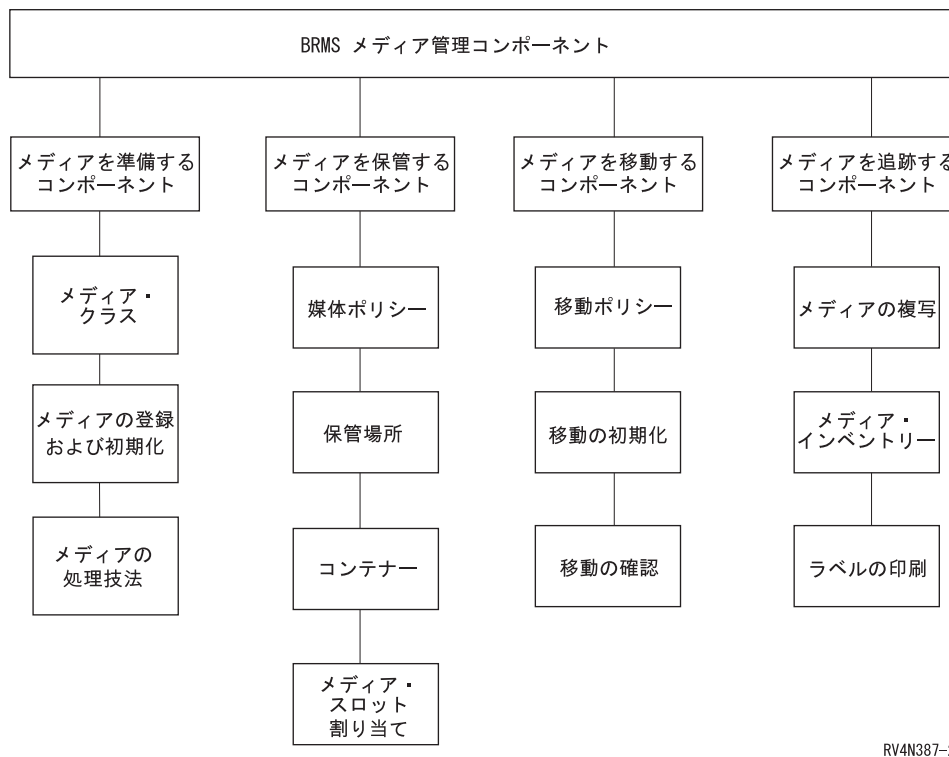 BRMS メディア管理コンポーネント
メディアを準備する
コンポーネント
メディアを保管する
コンポーネント
メディアを移動する
コンポーネント
メディアを追跡する
コンポーネント
メディア・
クラス
媒体ポリシー
移動ポリシー
メディアの複写
メディアの登録
および初期化
保管場所
移動の初期化
メディア・
インベントリー
メディアの
処理技法
コンテナー
移動の確認
ラベルの印刷
メディア・
スロット
割り当て
RV4N387-2